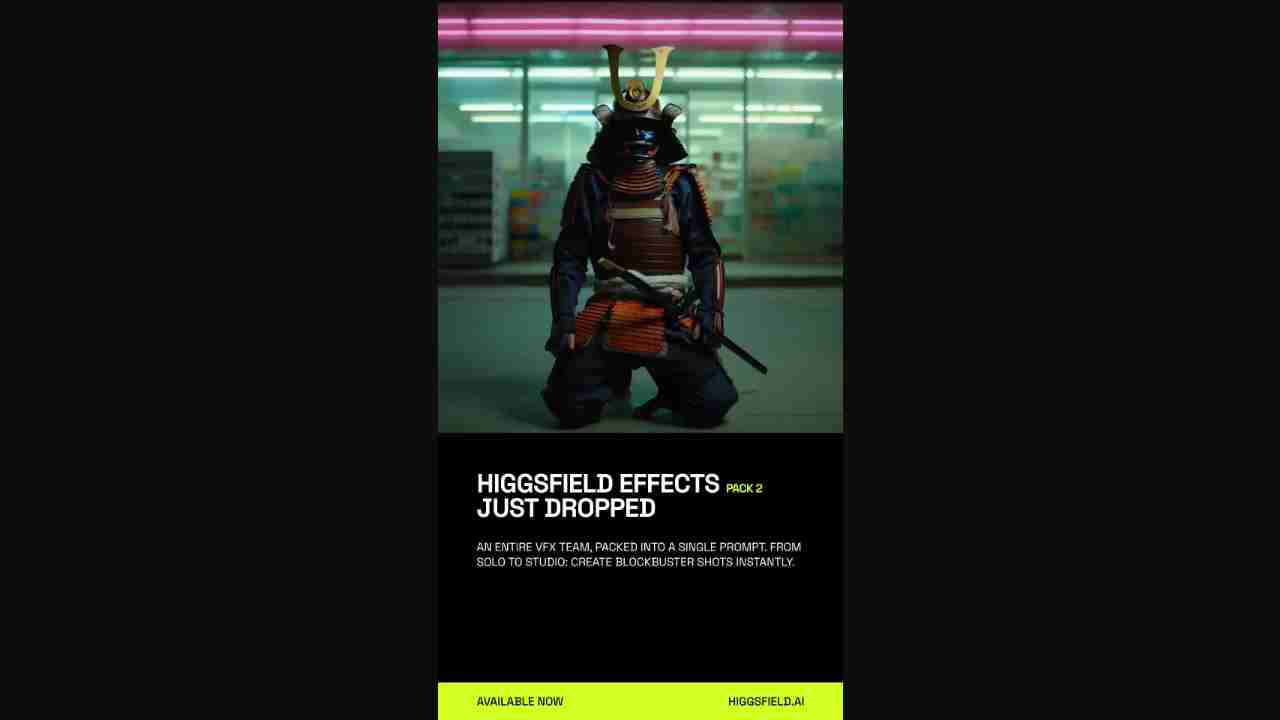 HIGGSFIELD EFFECTS PACK 2
JUST DROPPED
AN ENTIRE VFX TEAM, PACKED INTO A SINGLE PROMPT. FROM
SOLO TO STUDIO: CREATE BLOCKBUSTER SHOTS INSTANTLY.
AVAILABLE NOW HIGGSFIELD.AI